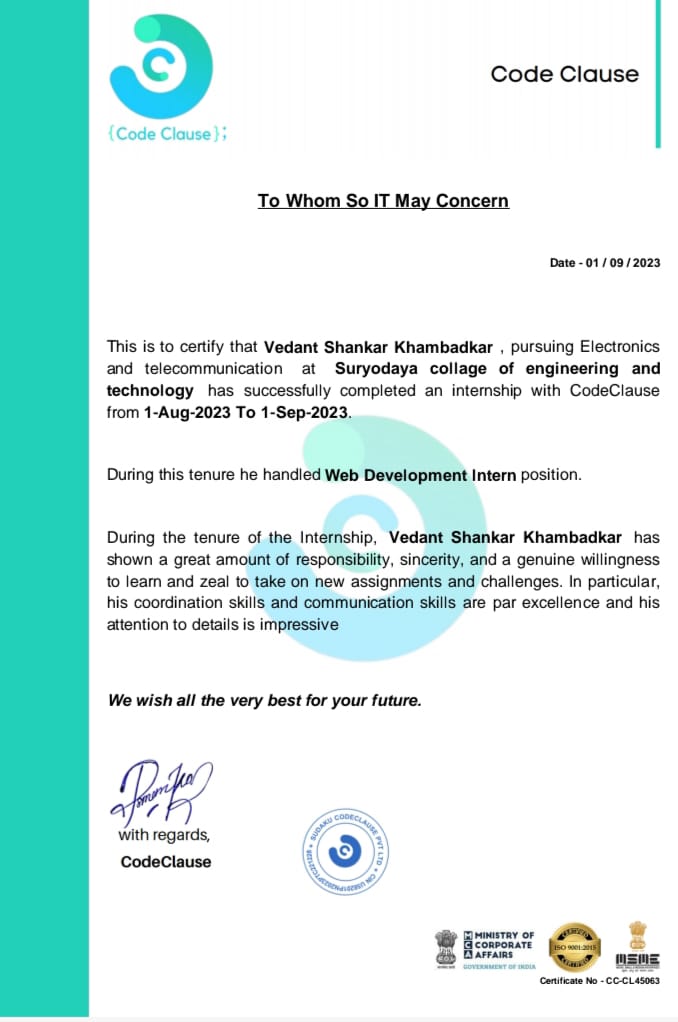 {Code Clause};
Code Clause
To Whom So IT May Concern
Date - 01 / 09 / 2023
This is to certify that Vedant Shankar Khambadkar , pursuing Electronics
and telecommunication at Suryodaya collage of engineering and
technology has successfully completed an internship with CodeClause
from 1-Aug-2023 To 1-Sep-2023.
During this tenure he handled Web Development Intern position.
During the tenure of the Internship, Vedant Shankar Khambadkar has
shown a great amount of responsibility, sincerity, and a genuine willingness
to learn and zeal to take on new assignments and challenges. In particular,
his coordination skills and communication skills are par excellence and his
attention to details is impressive
We wish all the very best for your future.
with regards,
CodeClause
SUDAKU CODECLAUSE PVT LTD
MCA
MINISTRY OF
CORPORATE
AFFAIRS
GOVERNMENT OF INDIA
CERTIFIED
ISO 9001:2015
CERTIFIED
MSME
Certificate No - CC-CL45063